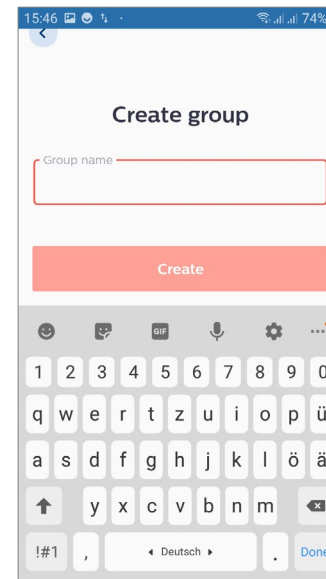 15:46 74%
Create group
Group name
Create
GIF
1 2 3 4 5 6 7 8 9 0
q w e r t z u i o p ü
a s d f g h j k l ö ä
y x c v b n m
!#1 , Deutsch . Done